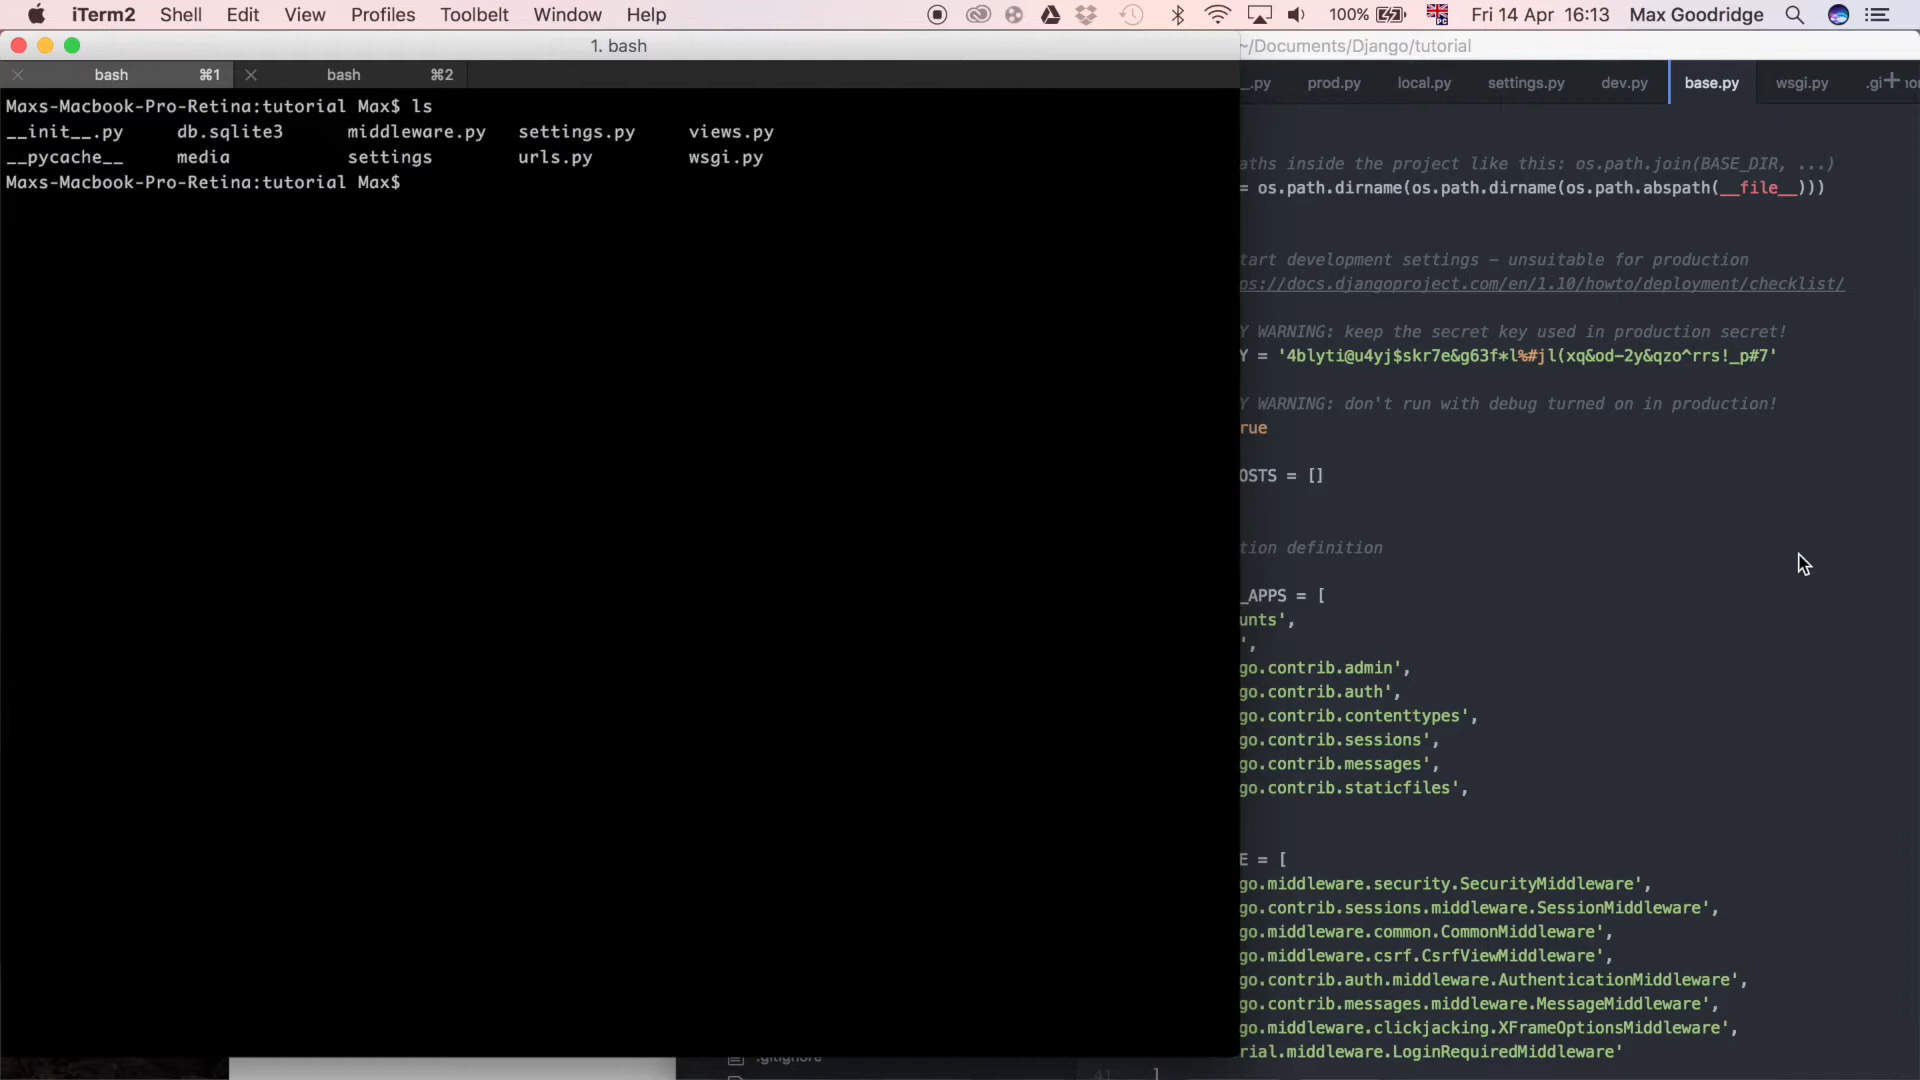 iTerm2 Shell Edit View Profiles Toolbelt Window Help 100% Fri 14 Apr 16:13 Max Goodridge
1. bash
~/Documents/Django/tutorial
bash ⌘1 bash ⌘2
_.py prod.py local.py settings.py dev.py base.py wsgi.py .gi
Maxs-Macbook-Pro-Retina:tutorial Max$ ls
__init__.py db.sqlite3 middleware.py settings.py views.py
__pycache__ media settings urls.py wsgi.py
Maxs-Macbook-Pro-Retina:tutorial Max$
aths inside the project like this: os.path.join(BASE_DIR, ...)
= os.path.dirname(os.path.dirname(os.path.abspath(__file__)))
tart development settings - unsuitable for production
ps://docs.djangoproject.com/en/1.10/howto/deployment/checklist/
Y WARNING: keep the secret key used in production secret!
Y = '4blyti@u4yj$skr7e&g63f*l%#jl(xq&od-2y&qzo^rrs!_p#7'
Y WARNING: don't run with debug turned on in production!
rue
OSTS = []
tion definition
_APPS = [
unts',
',
go.contrib.admin',
go.contrib.auth',
go.contrib.contenttypes',
go.contrib.sessions',
go.contrib.messages',
go.contrib.staticfiles',
E = [
go.middleware.security.SecurityMiddleware',
go.contrib.sessions.middleware.SessionMiddleware',
go.middleware.common.CommonMiddleware',
go.middleware.csrf.CsrfViewMiddleware',
go.contrib.auth.middleware.AuthenticationMiddleware',
go.contrib.messages.middleware.MessageMiddleware',
go.middleware.clickjacking.XFrameOptionsMiddleware',
rial.middleware.LoginRequiredMiddleware'
.gitignore
41 ]